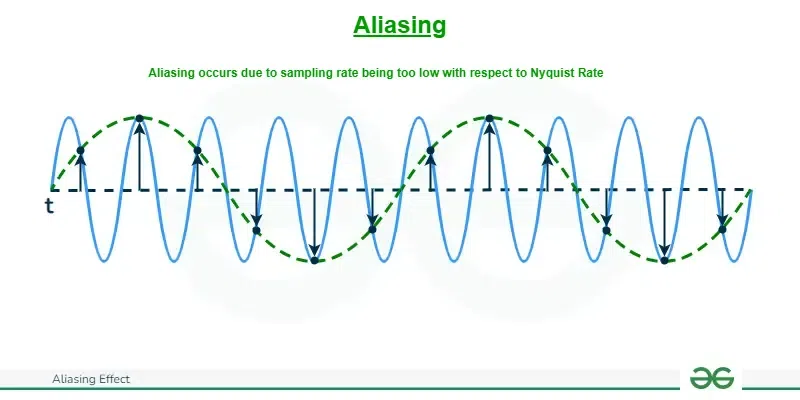 Aliasing
Aliasing occurs due to sampling rate being too low with respect to Nyquist Rate
t
Aliasing Effect